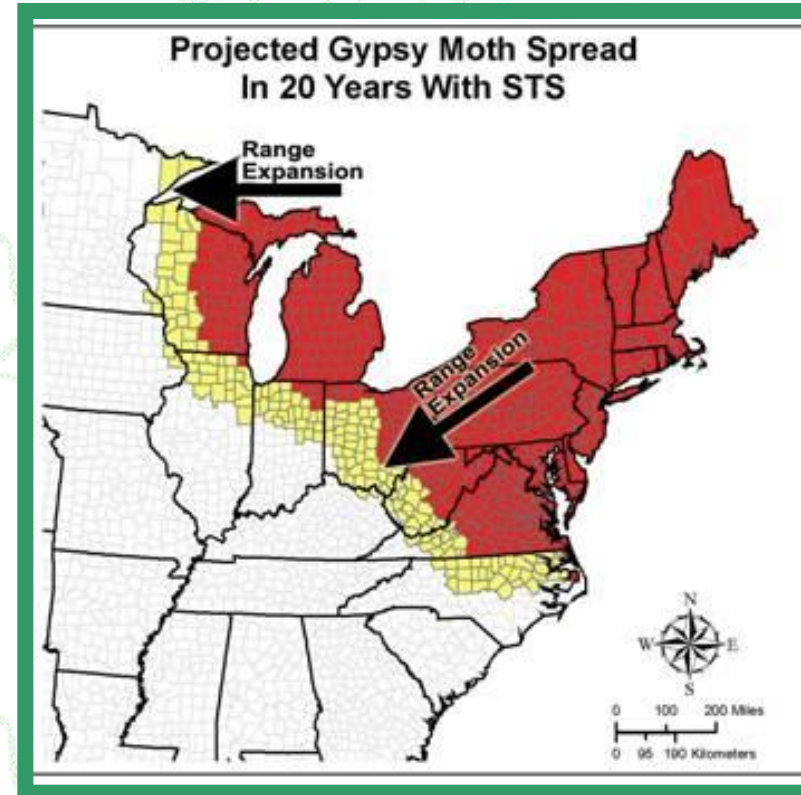 Projected Gypsy Moth Spread
In 20 Years With STS
Range
Expansion
Range
Expansion
N
W E
S
0 100 200 Miles
0 95 190 Kilometers